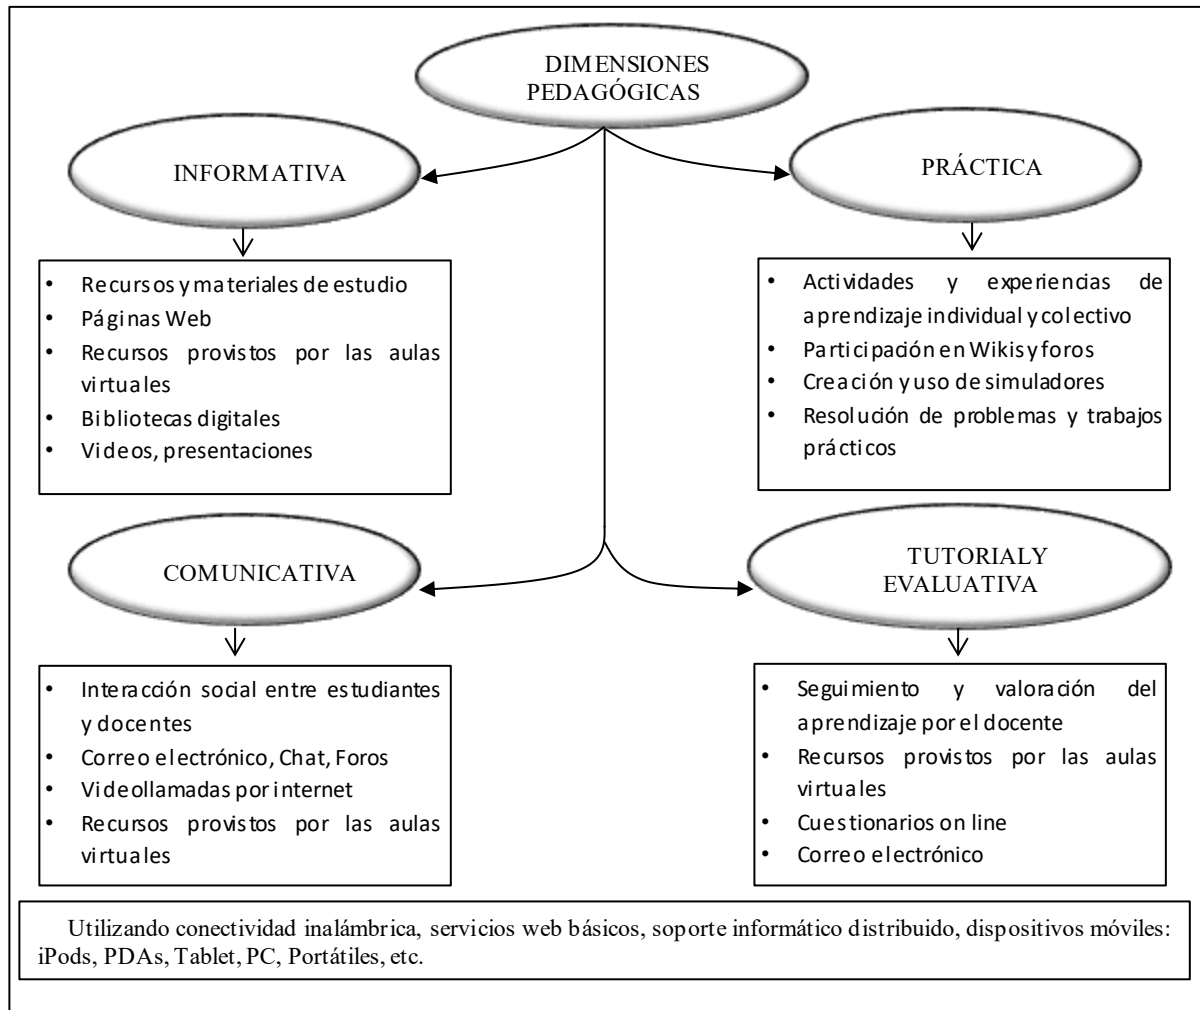 DIMENSIONES
PEDAGÓGICAS
INFORMATIVA
• Recursos y materiales de estudio
• Páginas Web
• Recursos provistos por las aulas
virtuales
• Bibliotecas digitales
• Videos, presentaciones
PRÁCTICA
• Actividades y experiencias de
aprendizaje individual y colectivo
• Participación en Wikis y foros
• Creación y uso de simuladores
• Resolución de problemas y trabajos
prácticos
COMUNICATIVA
• Interacción social entre estudiantes
y docentes
• Correo electrónico, Chat, Foros
• Videollamadas por internet
• Recursos provistos por las aulas
virtuales
TUTORIALY
EVALUATIVA
• Seguimiento y valoración del
aprendizaje por el docente
• Recursos provistos por las aulas
virtuales
• Cuestionarios on line
• Correo electrónico
Utilizando conectividad inalámbrica, servicios web básicos, soporte informático distribuido, dispositivos móviles:
iPods, PDAs, Tablet, PC, Portátiles, etc.